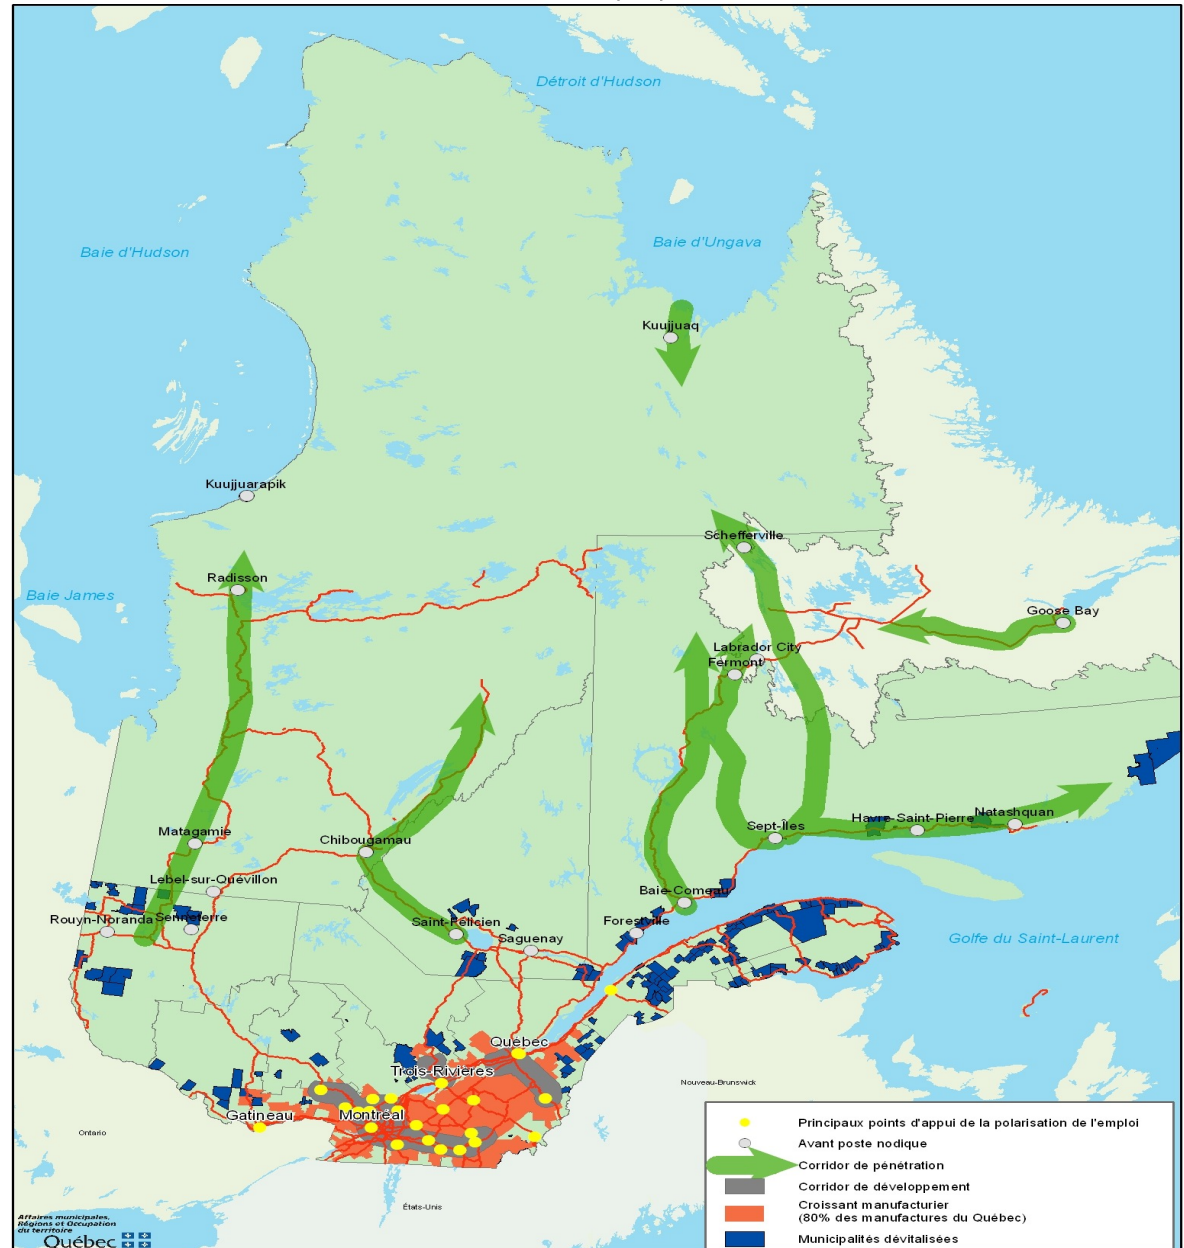 Détroit d'Hudson
Baie d'Hudson
Baie d'Ungava
Kuujjuaq
Kuujjuarapik
Schefferville
Radisson
Baie James
Goose Bay
Labrador City
Fermont
Matagamie
Chibougamau
Sept-Îles
Havre-Saint-Pierre
Natashquan
Lebel-sur-Quévillon
Baie-Comeau
Rouyn-Noranda
Senneterre
Saint-Félicien
Forestville
Saguenay
Golfe du Saint-Laurent
Québec
Trois-Rivières
Nouveau-Brunswick
Gatineau
Montréal
Ontario
États-Unis
Principaux points d'appui de la polarisation de l'emploi
Avant poste nodique
Corridor de pénétration
Corridor de développement
Croissant manufacturier
(80% des manufactures du Québec)
Municipalités dévitalisées
Affaires municipales,
Régions et Occupation
du territoire
Québec